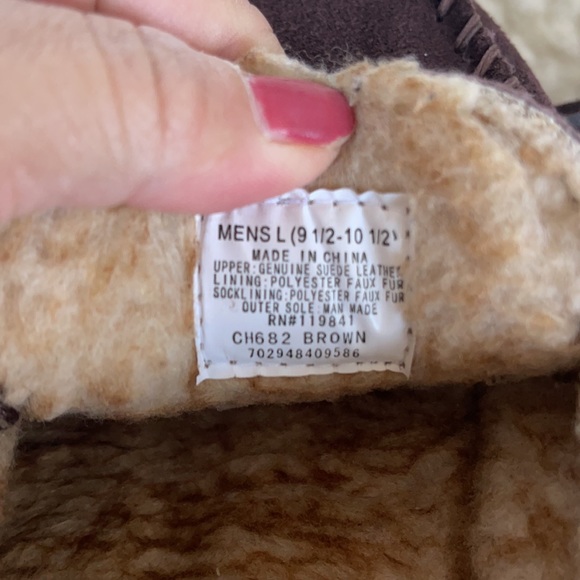 MENS L (9 1/2-10 1/2)
MADE IN CHINA
UPPER: GENUINE SUEDE LEATHER
LINING: POLYESTER FAUX FUR
SOCKLINING: POLYESTER FAUX FUR
OUTER SOLE: MAN MADE
RN#119841
CH682 BROWN
702948409586